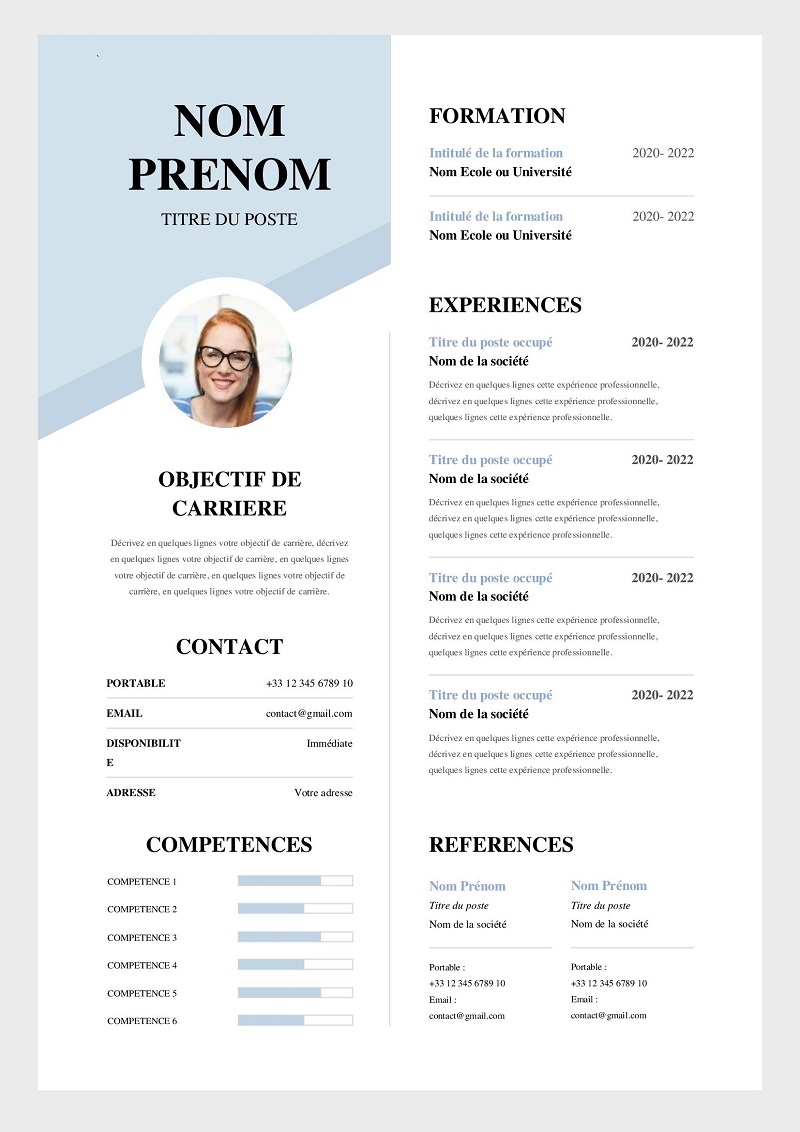 `
NOM
PRENOM
TITRE DU POSTE
OBJECTIF DE
CARRIERE
Décrivez en quelques lignes votre objectif de carrière, décrivez
en quelques lignes votre objectif de carrière, en quelques lignes
votre objectif de carrière, en quelques lignes votre objectif de
carrière, en quelques lignes votre objectif de carrière.
CONTACT
PORTABLE +33 12 345 6789 10
EMAIL contact@gmail.com
DISPONIBILIT Immédiate
E
ADRESSE Votre adresse
COMPETENCES
COMPETENCE 1
COMPETENCE 2
COMPETENCE 3
COMPETENCE 4
COMPETENCE 5
COMPETENCE 6
FORMATION
Intitulé de la formation 2020- 2022
Nom Ecole ou Université
Intitulé de la formation 2020- 2022
Nom Ecole ou Université
EXPERIENCES
Titre du poste occupé 2020- 2022
Nom de la société
Décrivez en quelques lignes cette expérience professionnelle,
décrivez en quelques lignes cette expérience professionnelle,
quelques lignes cette expérience professionnelle.
Titre du poste occupé 2020- 2022
Nom de la société
Décrivez en quelques lignes cette expérience professionnelle,
décrivez en quelques lignes cette expérience professionnelle,
quelques lignes cette expérience professionnelle.
Titre du poste occupé 2020- 2022
Nom de la société
Décrivez en quelques lignes cette expérience professionnelle,
décrivez en quelques lignes cette expérience professionnelle,
quelques lignes cette expérience professionnelle.
Titre du poste occupé 2020- 2022
Nom de la société
Décrivez en quelques lignes cette expérience professionnelle,
décrivez en quelques lignes cette expérience professionnelle,
quelques lignes cette expérience professionnelle.
REFERENCES
Nom Prénom
Titre du poste
Nom de la société
Portable :
+33 12 345 6789 10
Email :
contact@gmail.com
Nom Prénom
Titre du poste
Nom de la société
Portable :
+33 12 345 6789 10
Email :
contact@gmail.com